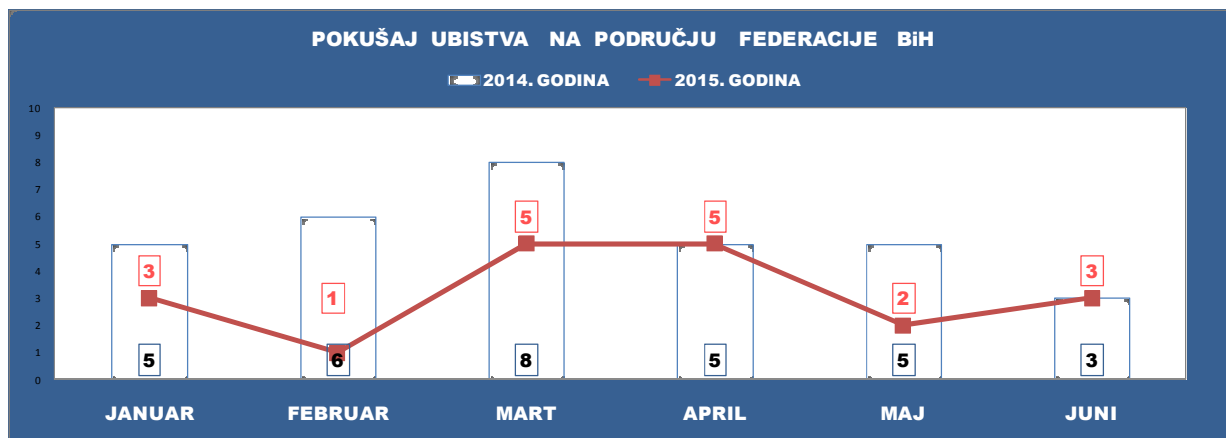 POKUŠAJ UBISTVA NA PODRUČJU FEDERACIJE BiH
2014. GODINA 2015. GODINA
10
9
8
7
6
5
4
3
2
1
0
3 1 5 5 2 3
5 6 8 5 5 3
JANUAR FEBRUAR MART APRIL MAJ JUNI